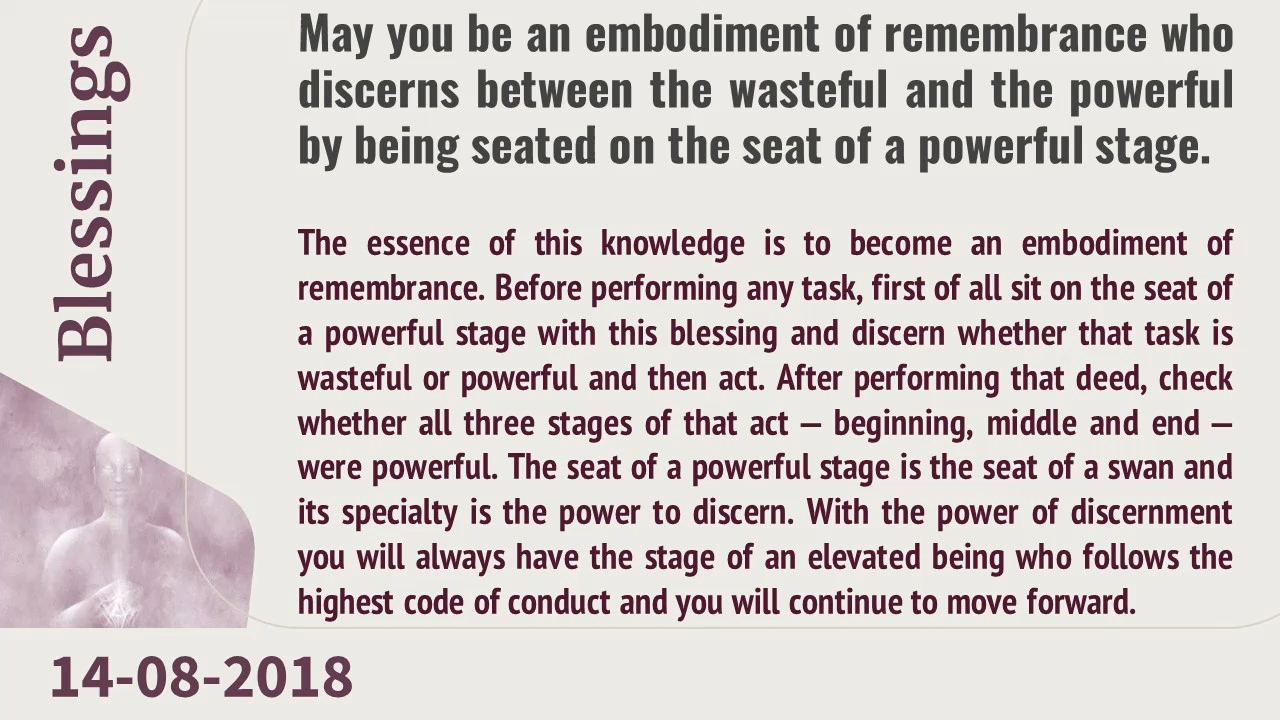 Blessings
May you be an embodiment of remembrance who
discerns between the wasteful and the powerful
by being seated on the seat of a powerful stage.
The essence of this knowledge is to become an embodiment of
remembrance. Before performing any task, first of all sit on the seat of
a powerful stage with this blessing and discern whether that task is
wasteful or powerful and then act. After performing that deed, check
whether all three stages of that act — beginning, middle and end —
were powerful. The seat of a powerful stage is the seat of a swan and
its specialty is the power to discern. With the power of discernment
you will always have the stage of an elevated being who follows the
highest code of conduct and you will continue to move forward.
14-08-2018